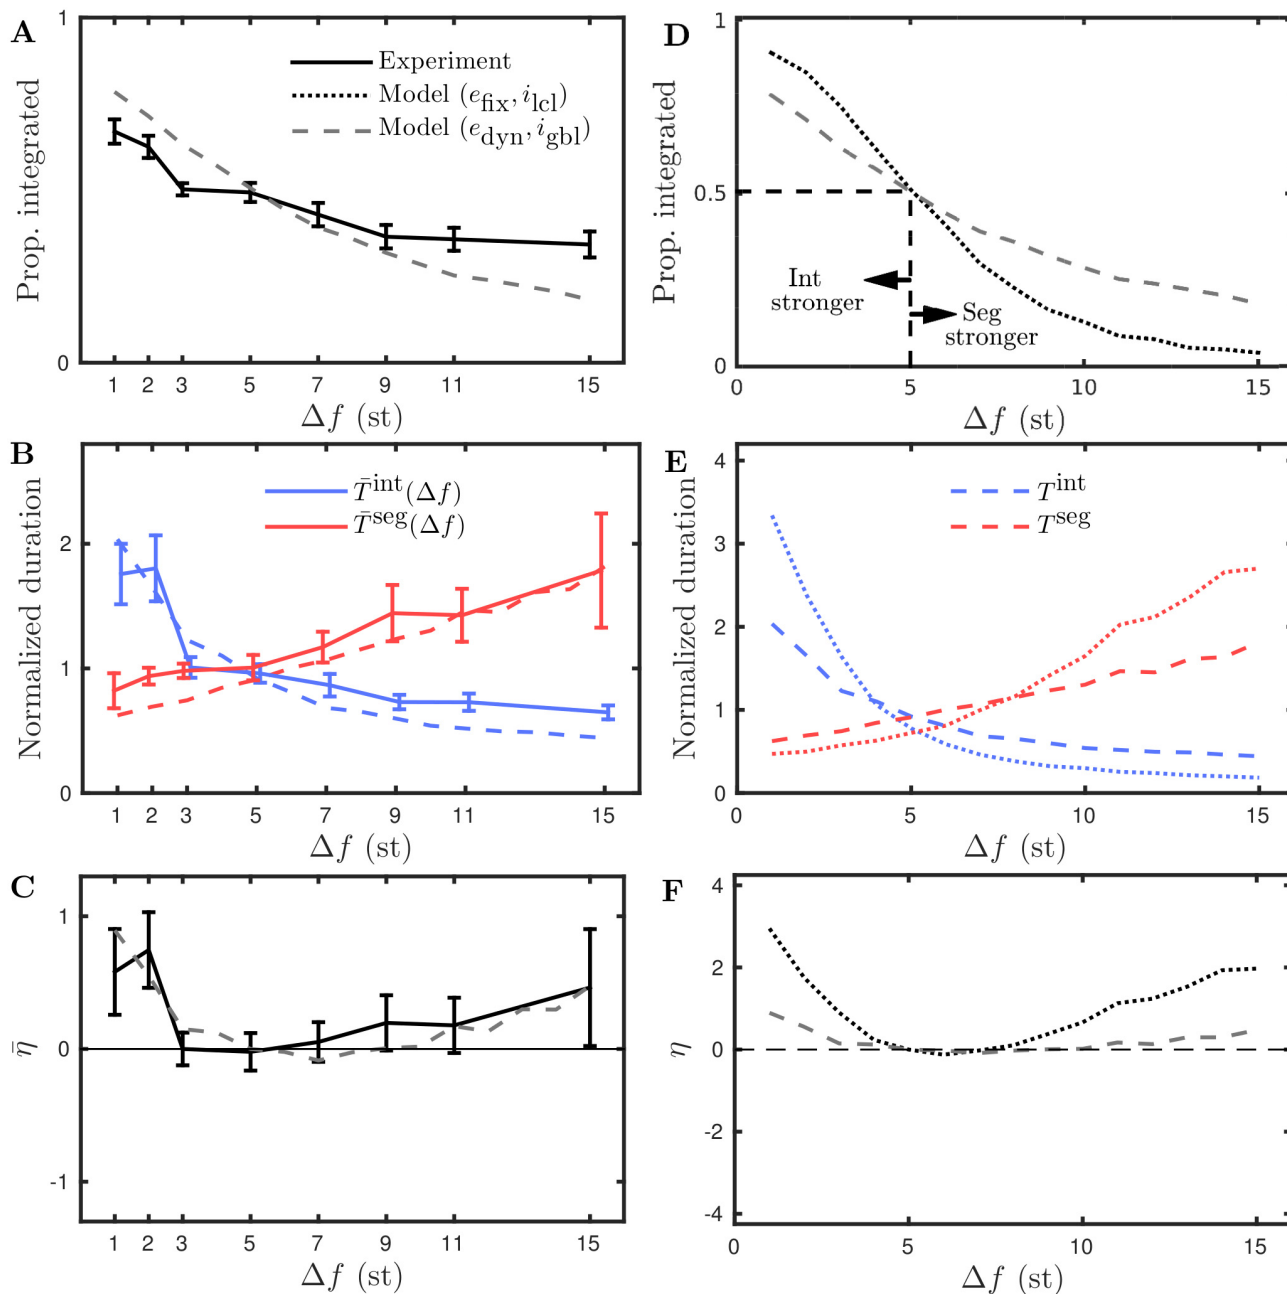 A
1
Prop. integrated
0
Experiment
Model (e_fix, i_lcl)
Model (e_dyn, i_gbl)
1 2 3 5 7 9 11 15
Δf (st)
D
1
Prop. integrated
0.5
0
Int
stronger
Seg
stronger
0 5 10 15
Δf (st)
B
Normalized duration
2
1
0
T̄^int(Δf)
T̄^seg(Δf)
1 2 3 5 7 9 11 15
Δf (st)
E
Normalized duration
4
3
2
1
0
T^int
T^seg
0 5 10 15
Δf (st)
C
η̄
1
0
-1
1 2 3 5 7 9 11 15
Δf (st)
F
η
4
2
0
-2
-4
0 5 10 15
Δf (st)